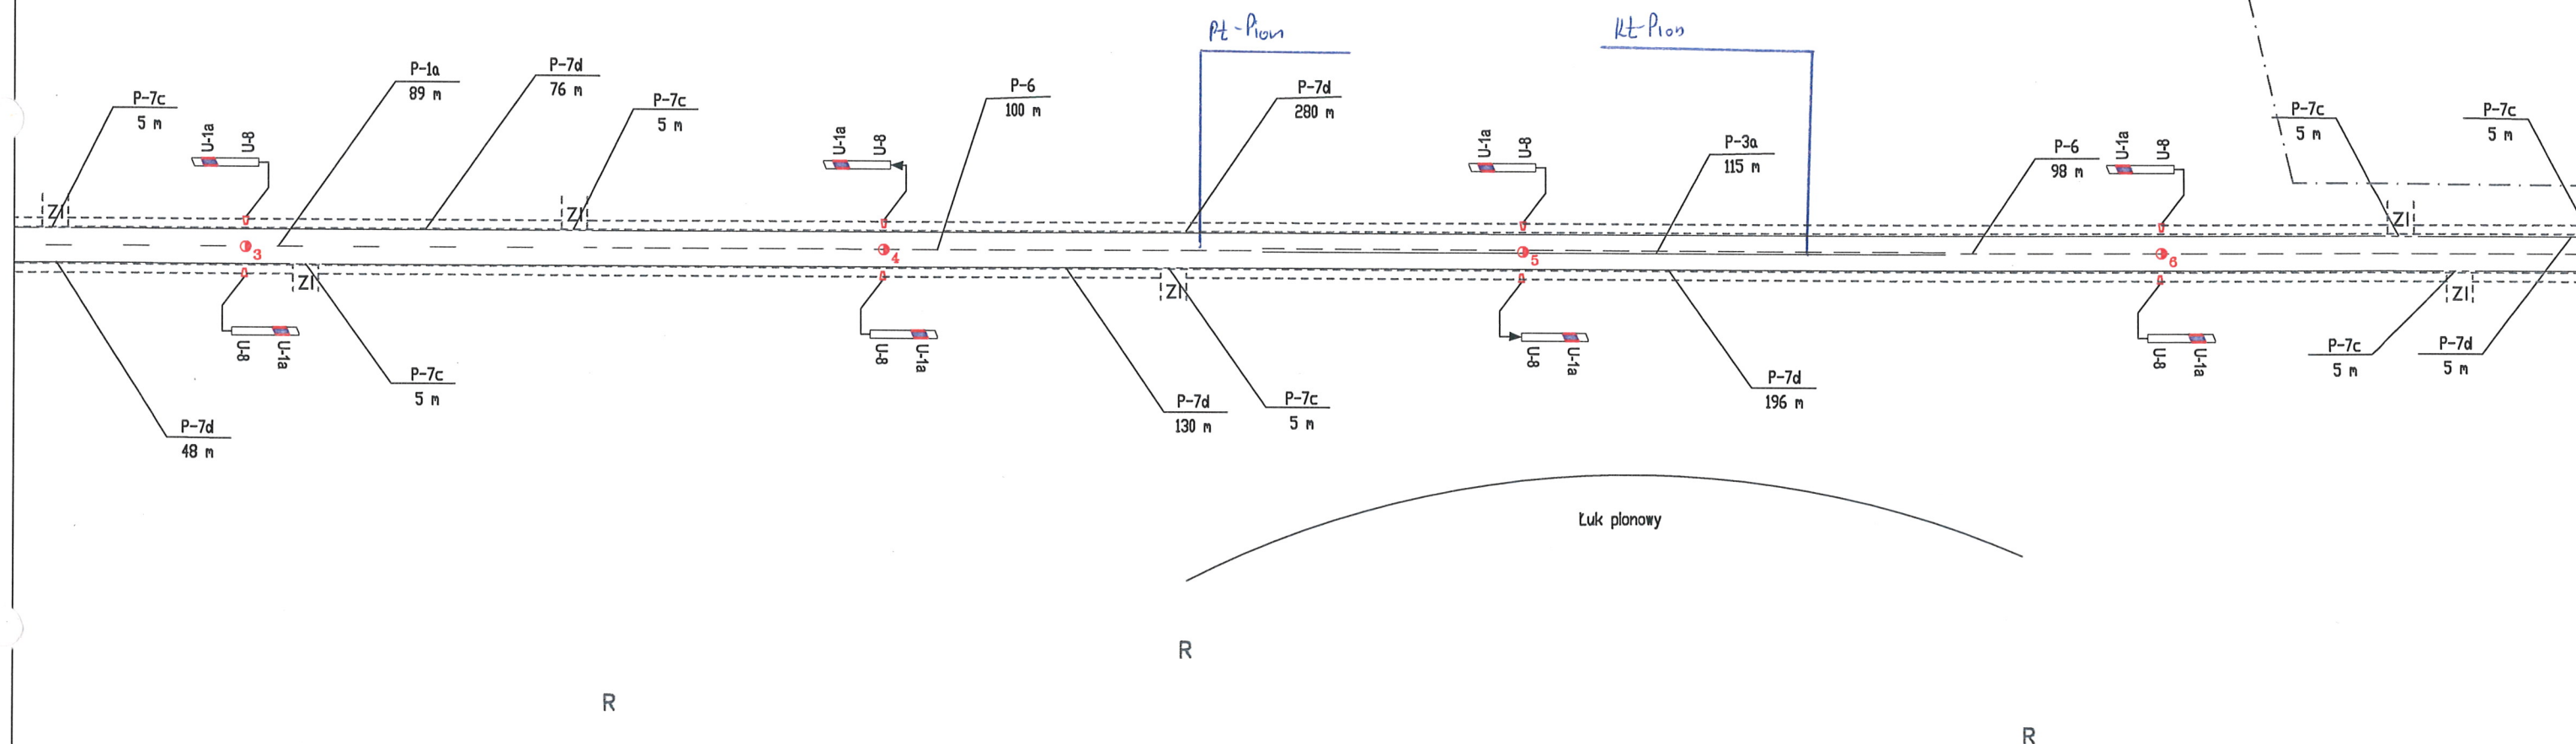 Pt-Pion
Kt-Pion
P-7c
5 m
U-1a
U-8
P-1a
89 m
P-7d
76 m
P-7c
5 m
U-1a
U-8
P-6
100 m
P-7d
280 m
U-1a
U-8
P-3a
115 m
P-6
98 m
U-1a
U-8
P-7c
5 m
P-7c
5 m
ZI
ZI
ZI
3
4
5
6
ZI
ZI
ZI
U-8
U-1a
P-7c
5 m
P-7d
48 m
U-8
U-1a
P-7d
130 m
P-7c
5 m
U-8
U-1a
P-7d
196 m
U-8
U-1a
P-7c
5 m
P-7d
5 m
Łuk pionowy
R
R
R